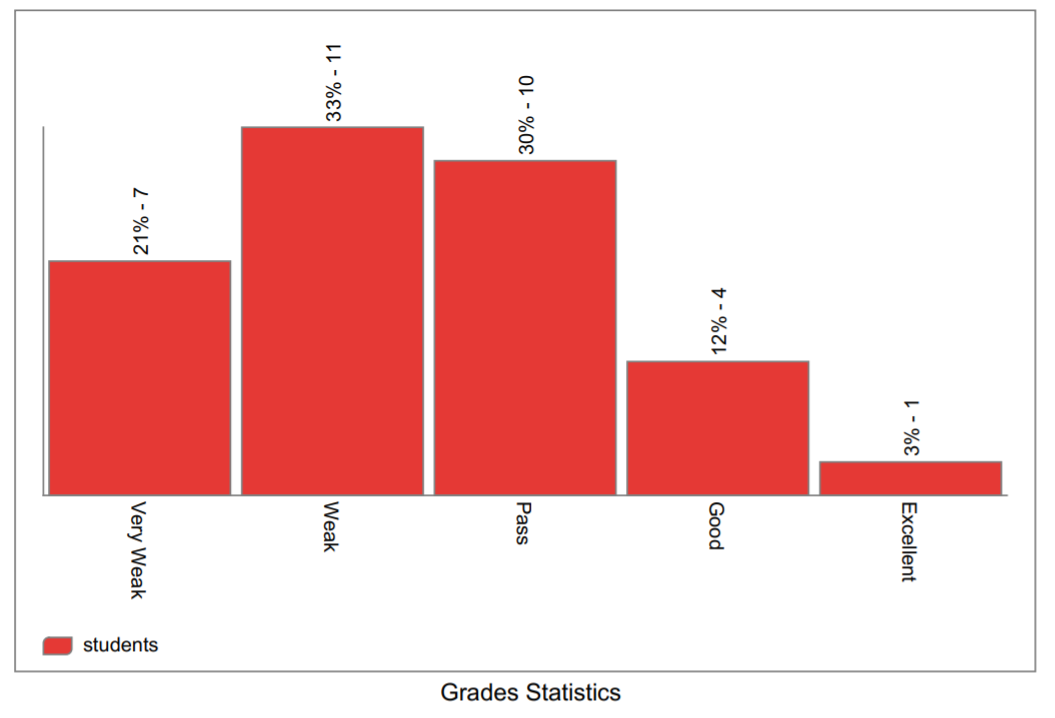 21% - 7
33% - 11
30% - 10
12% - 4
3% - 1
Very Weak
Weak
Pass
Good
Excellent
students
Grades Statistics